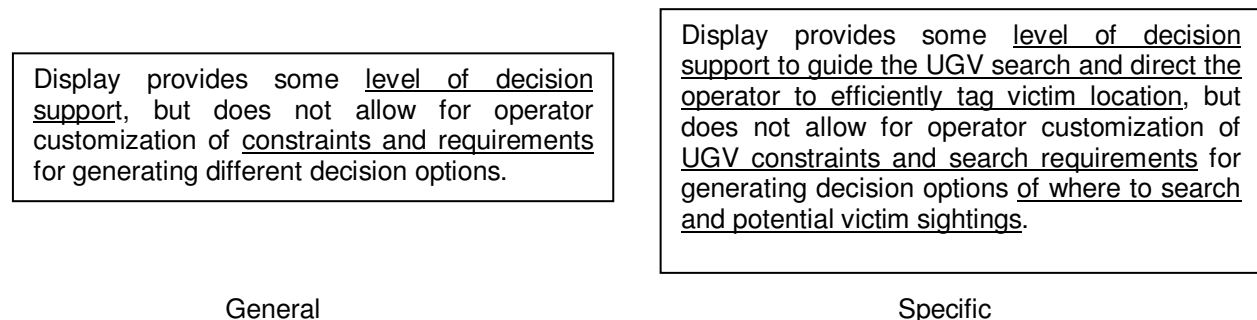 Display provides some level of decision
support, but does not allow for operator
customization of constraints and requirements
for generating different decision options.
General
Display provides some level of decision
support to guide the UGV search and direct the
operator to efficiently tag victim location, but
does not allow for operator customization of
UGV constraints and search requirements for
generating decision options of where to search
and potential victim sightings.
Specific